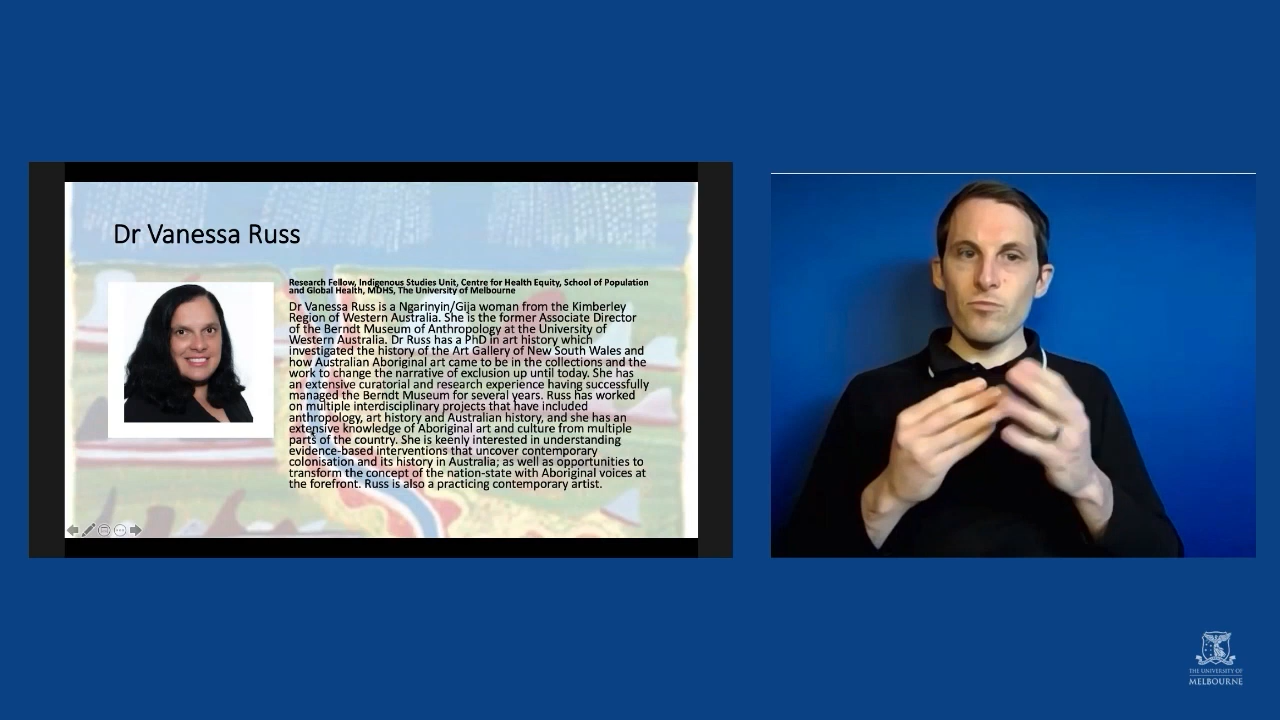 Dr Vanessa Russ
Research Fellow, Indigenous Studies Unit, Centre for Health Equity, School of Population
and Global Health, MDHS, The University of Melbourne
Dr Vanessa Russ is a Ngarinyin/Gija woman from the Kimberley
Region of Western Australia. She is the former Associate Director
of the Berndt Museum of Anthropology at the University of
Western Australia. Dr Russ has a PhD in art history which
investigated the history of the Art Gallery of New South Wales and
how Australian Aboriginal art came to be in the collections and the
work to change the narrative of exclusion up until today. She has
an extensive curatorial and research experience having successfully
managed the Berndt Museum for several years. Russ has worked
on multiple interdisciplinary projects that have included
anthropology, art history and Australian history, and she has an
extensive knowledge of Aboriginal art and culture from multiple
parts of the country. She is keenly interested in understanding
evidence-based interventions that uncover contemporary
colonisation and its history in Australia; as well as opportunities to
transform the concept of the nation-state with Aboriginal voices at
the forefront. Russ is also a practicing contemporary artist.
THE UNIVERSITY OF
MELBOURNE